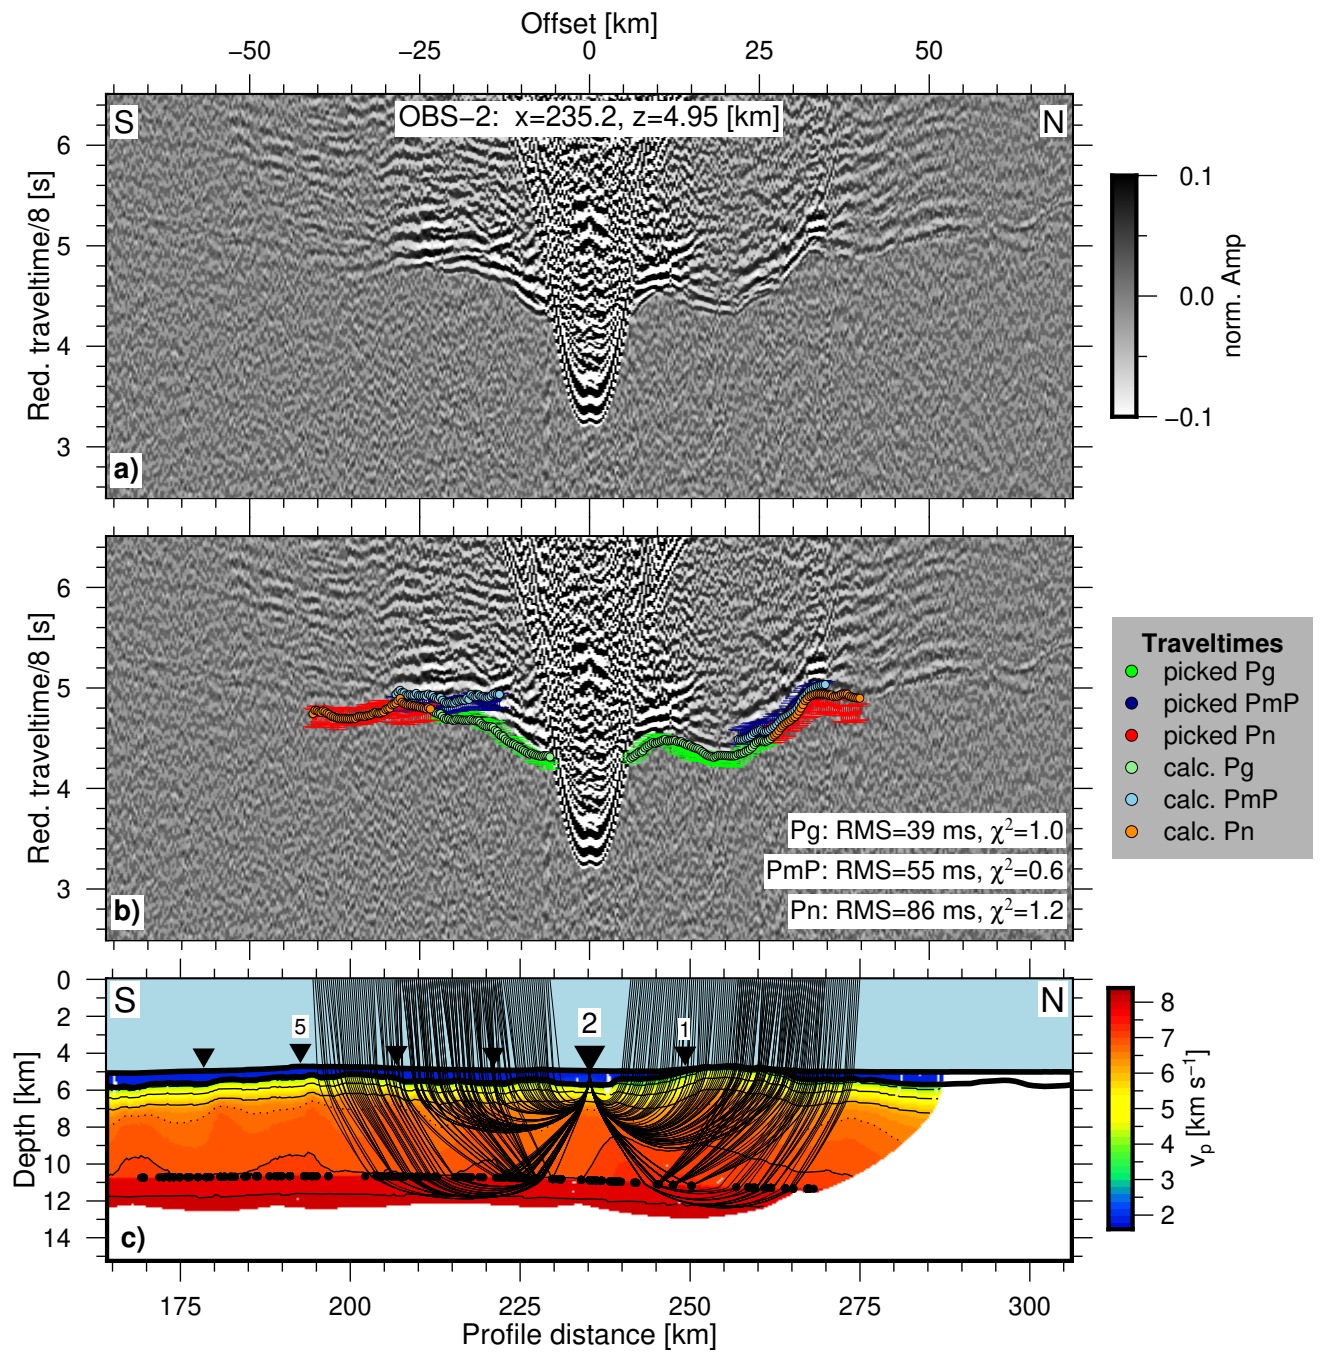 Offset [km]
−50 −25 0 25 50
S
OBS−2: x=235.2, z=4.95 [km]
N
6
5
4
3
Red. traveltime/8 [s]
a)
0.1
0.0
−0.1
norm. Amp
6
5
4
3
Red. traveltime/8 [s]
b)
Pg: RMS=39 ms, χ²=1.0
PmP: RMS=55 ms, χ²=0.6
Pn: RMS=86 ms, χ²=1.2
Traveltimes
picked Pg
picked PmP
picked Pn
calc. Pg
calc. PmP
calc. Pn
S
N
5
2
1
0
2
4
6
8
10
12
14
Depth [km]
c)
8
7
6
5
4
3
2
vₚ [km s⁻¹]
175 200 225 250 275 300
Profile distance [km]